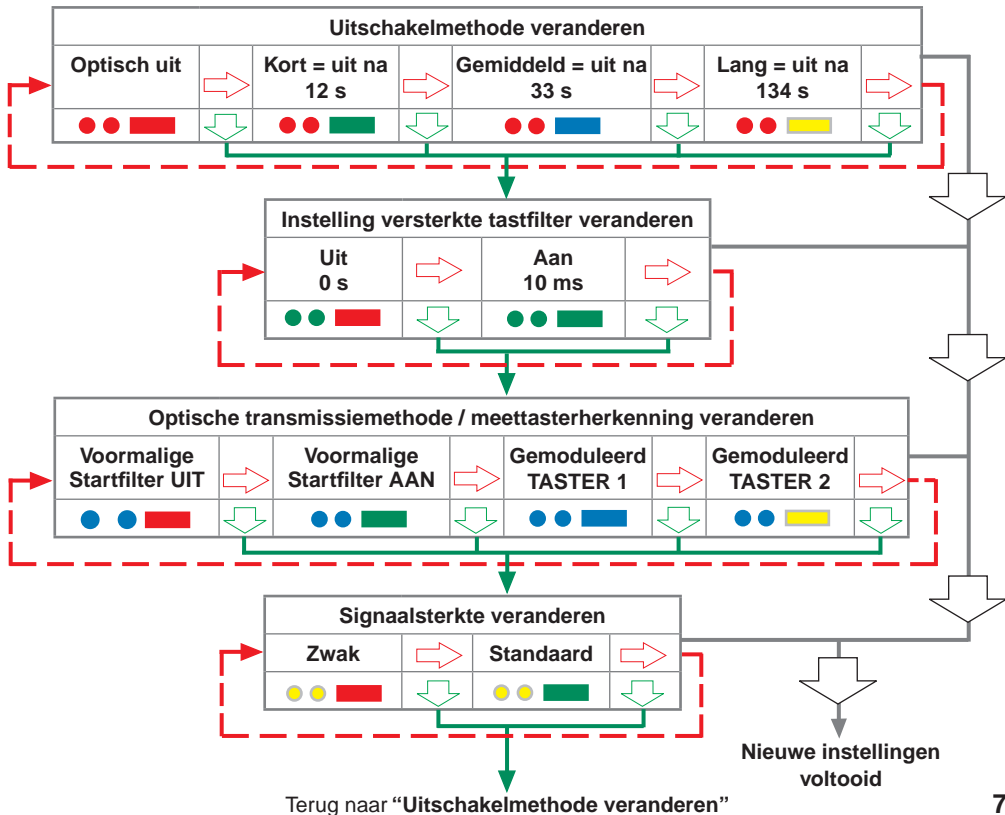 Uitschakelmethode veranderen
Optisch uit
Kort = uit na
12 s
Gemiddeld = uit na
33 s
Lang = uit na
134 s
Instelling versterkte tastfilter veranderen
Uit
0 s
Aan
10 ms
Optische transmissiemethode / meettasterherkenning veranderen
Voormalige
Startfilter UIT
Voormalige
Startfilter AAN
Gemoduleerd
TASTER 1
Gemoduleerd
TASTER 2
Signaalsterkte veranderen
Zwak
Standaard
Nieuwe instellingen
voltooid
Terug naar “Uitschakelmethode veranderen”
7